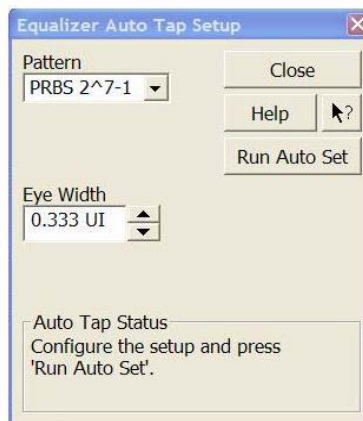 Equalizer Auto Tap Setup
Pattern
PRBS 2^7-1
Close
Help
?
Run Auto Set
Eye Width
0.333 UI
Auto Tap Status
Configure the setup and press
'Run Auto Set'.